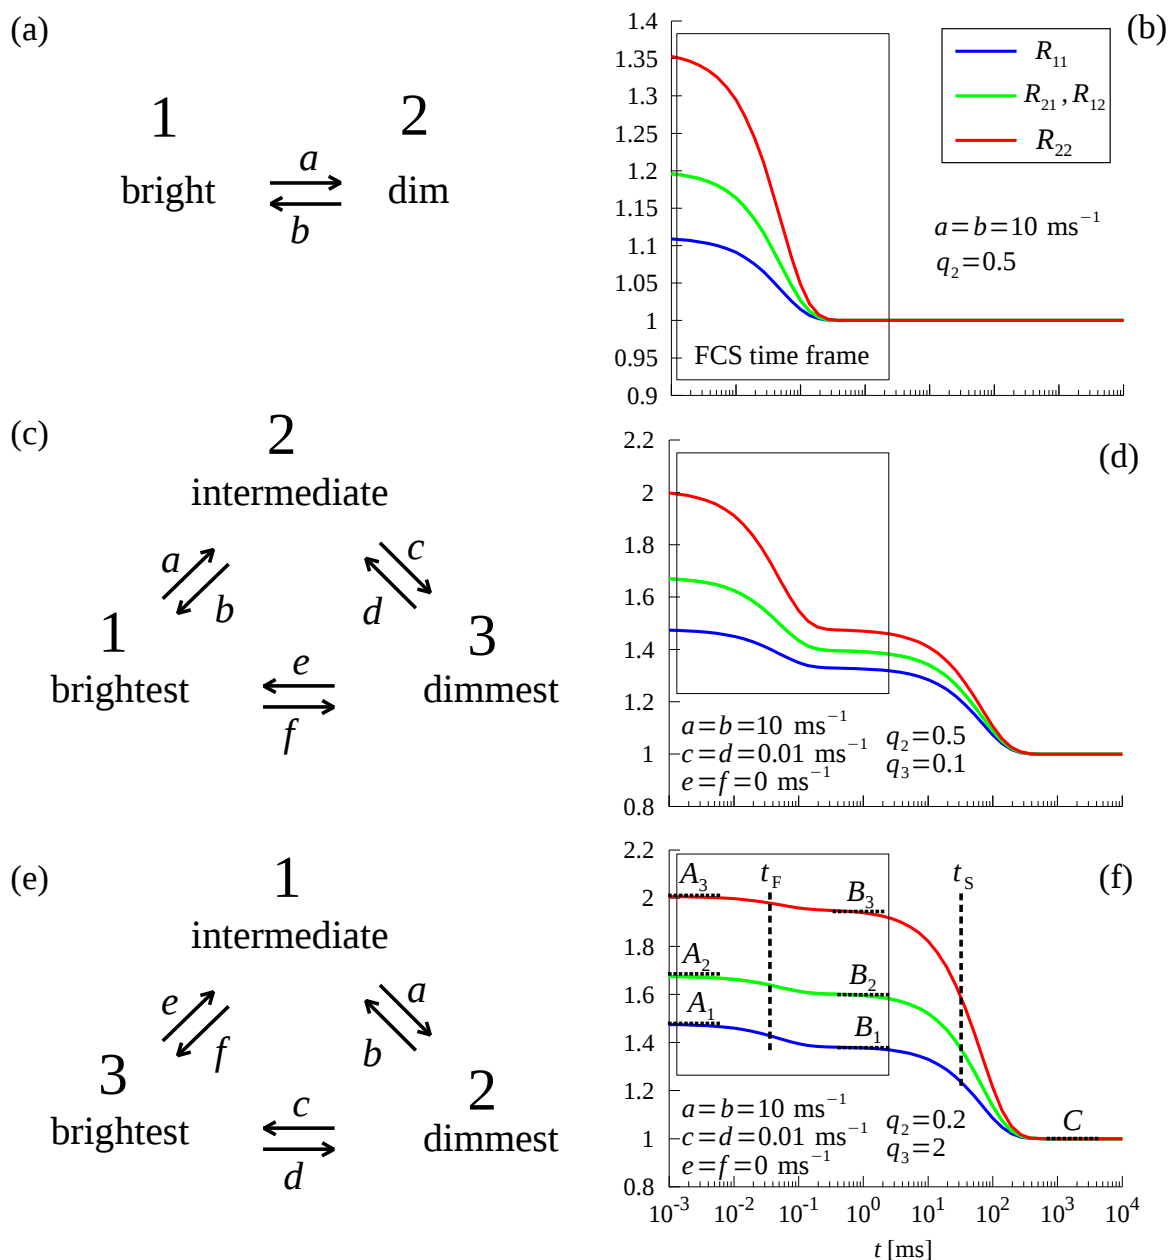 (a)
1
2
bright
a
b
dim
(b)
1.4
1.35
1.3
1.25
1.2
1.15
1.1
1.05
1
0.95
0.9
R11
R21 , R12
R22
a=b=10 ms−1
q2=0.5
FCS time frame
(c)
2
intermediate
a
b
c
d
1
3
brightest
e
f
dimmest
(d)
2.2
2
1.8
1.6
1.4
1.2
1
0.8
a=b=10 ms−1
c=d=0.01 ms−1
e=f=0 ms−1
q2=0.5
q3=0.1
(e)
1
intermediate
e
f
a
b
3
2
brightest
c
d
dimmest
(f)
2.2
2
1.8
1.6
1.4
1.2
1
0.8
A3
tF
B3
tS
A2
B2
A1
B1
C
a=b=10 ms−1
c=d=0.01 ms−1
e=f=0 ms−1
q2=0.2
q3=2
10−3
10−2
10−1
100
101
102
103
104
t [ms]